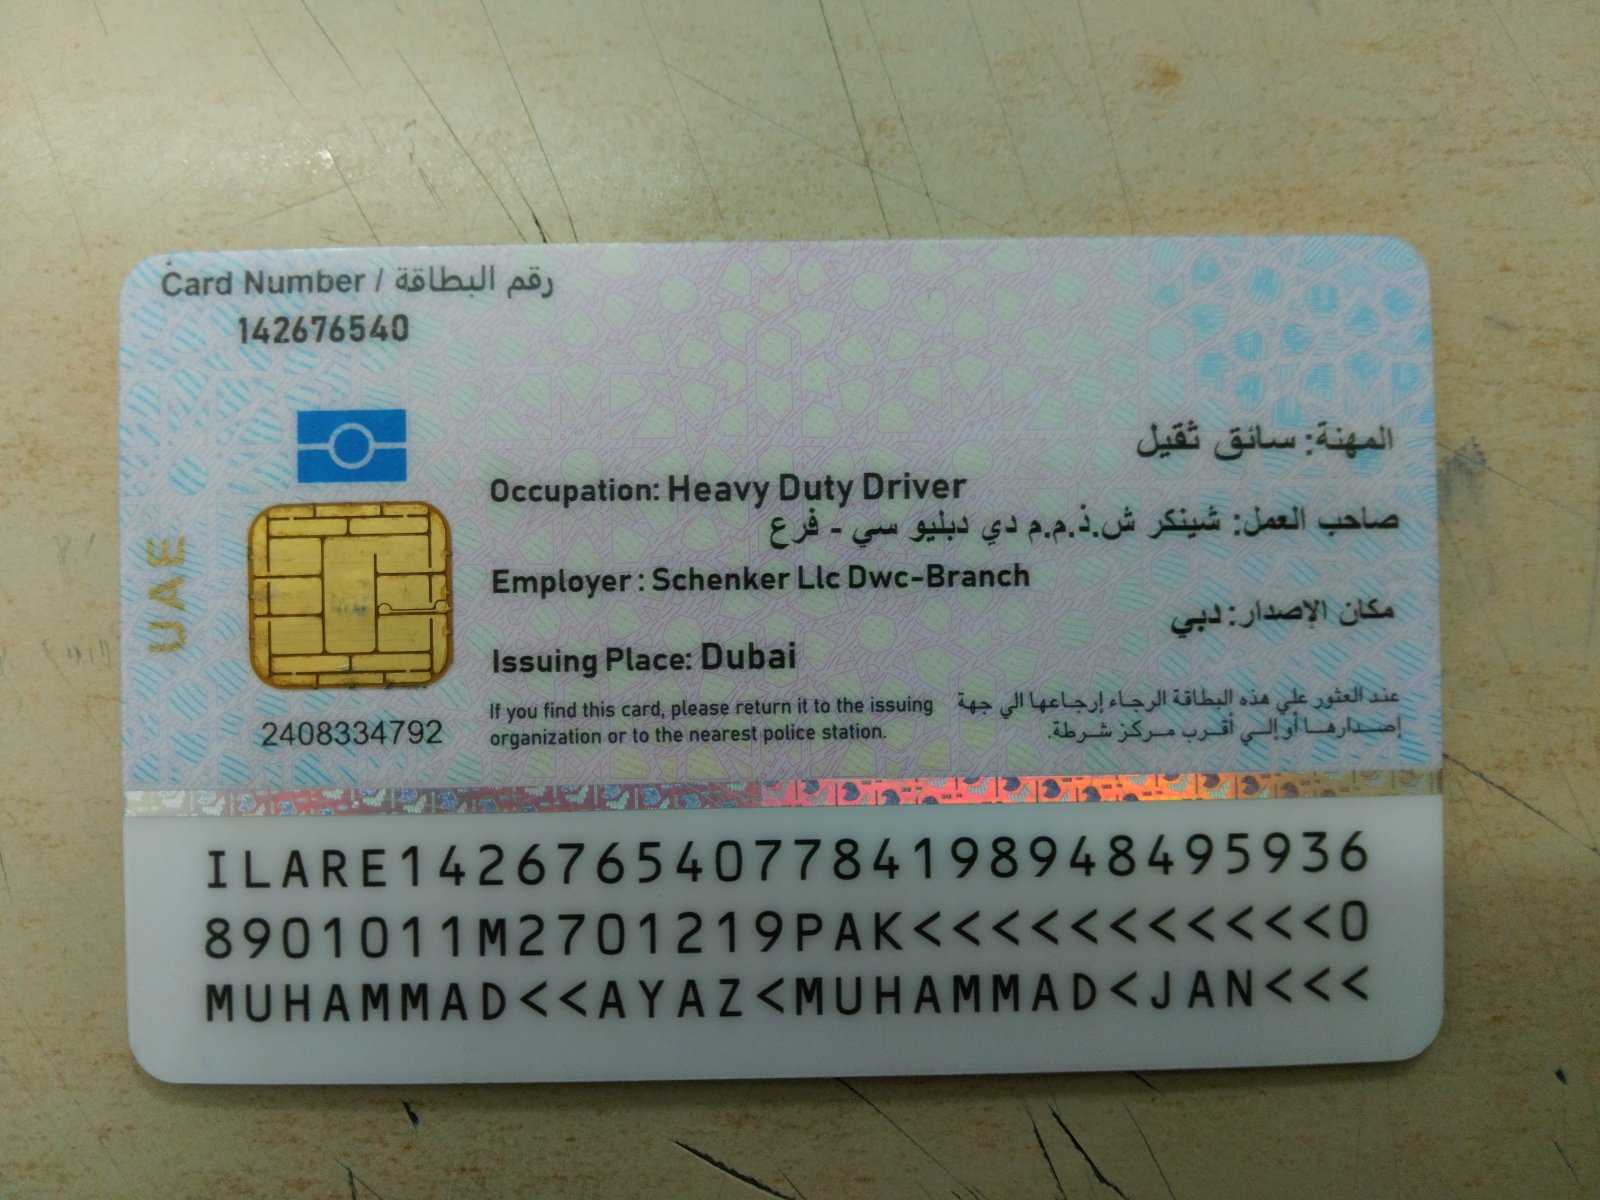 Card Number / رقم البطاقة
142676540
المهنة: سائق ثقيل
Occupation: Heavy Duty Driver
صاحب العمل: شينكر ش.ذ.م.م دي دبليو سي - فرع
Employer: Schenker Llc Dwc-Branch
مكان الإصدار: دبي
Issuing Place: Dubai
عند العثور علي هذه البطاقة الرجاء إرجاعها الي جهة
إصدارها أو إلى أقرب مركز شرطة.
If you find this card, please return it to the issuing
organization or to the nearest police station.
UAE
2408334792
ILARE1426765407784198948495936
8901011M2701219PAK<<<<<<<<<<<0
MUHAMMAD<<AYAZ<MUHAMMAD<JAN<<<